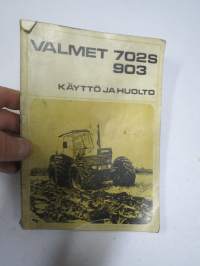 VALMET 702S
903
KÄYTTÖ JA HUOLTO